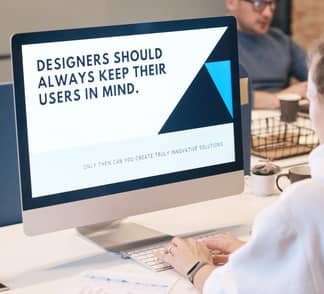 DESIGNERS SHOULD
ALWAYS KEEP THEIR
USERS IN MIND.
ONLY THEN CAN YOU CREATE TRULY INNOVATIVE SOLUTIONS